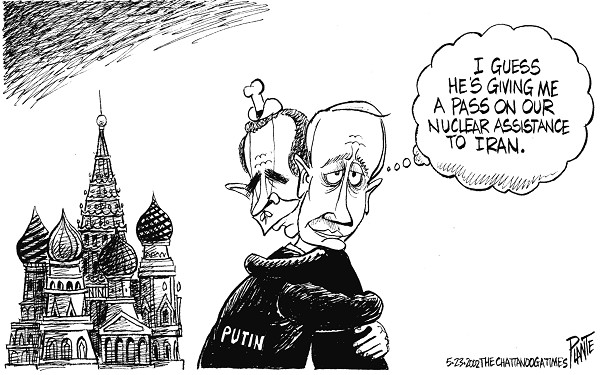 I GUESS
HE'S GIVING ME
A PASS ON OUR
NUCLEAR ASSISTANCE
TO IRAN.
PUTIN
5-23-2002 THE CHATTANOOGA TIMES
PLANTE